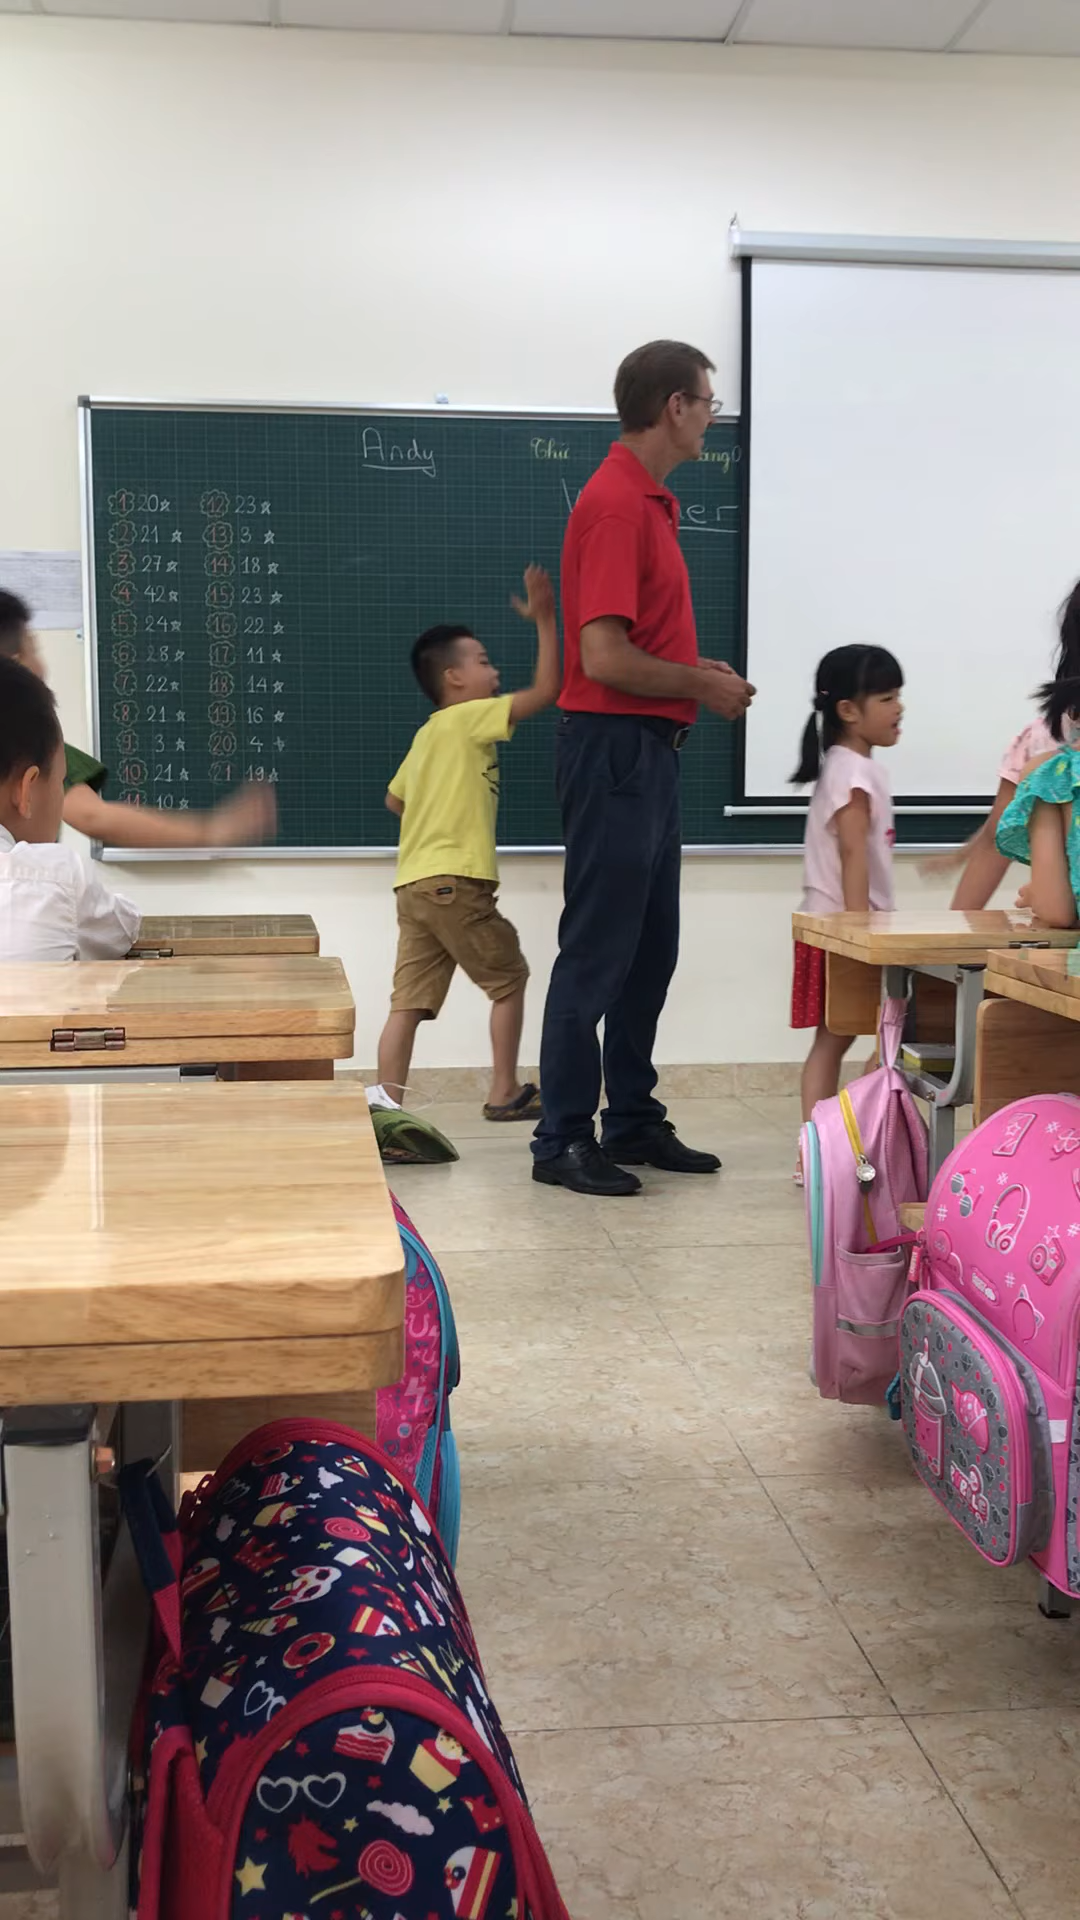 Andy
Thứ
1 20 12 23
2 21 13 3
3 27 14 18
4 42 15 23
5 24 16 22
6 28 17 11
7 22 18 14
8 21 19 16
9 3 20 4
10 21 21 19
11 10